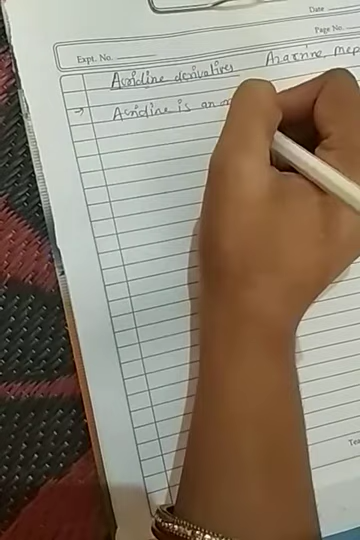 Date
Page No.
Expt. No.
Acridine derivatives
→ Acridine is an